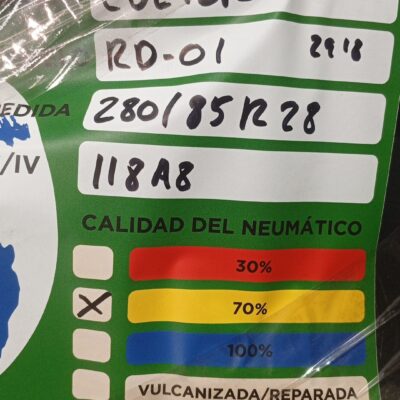 RD-01 2918
MEDIDA 280/85R28
/IV
118A8
CALIDAD DEL NEUMÁTICO
30%
X 70%
100%
VULCANIZADA/REPARADA